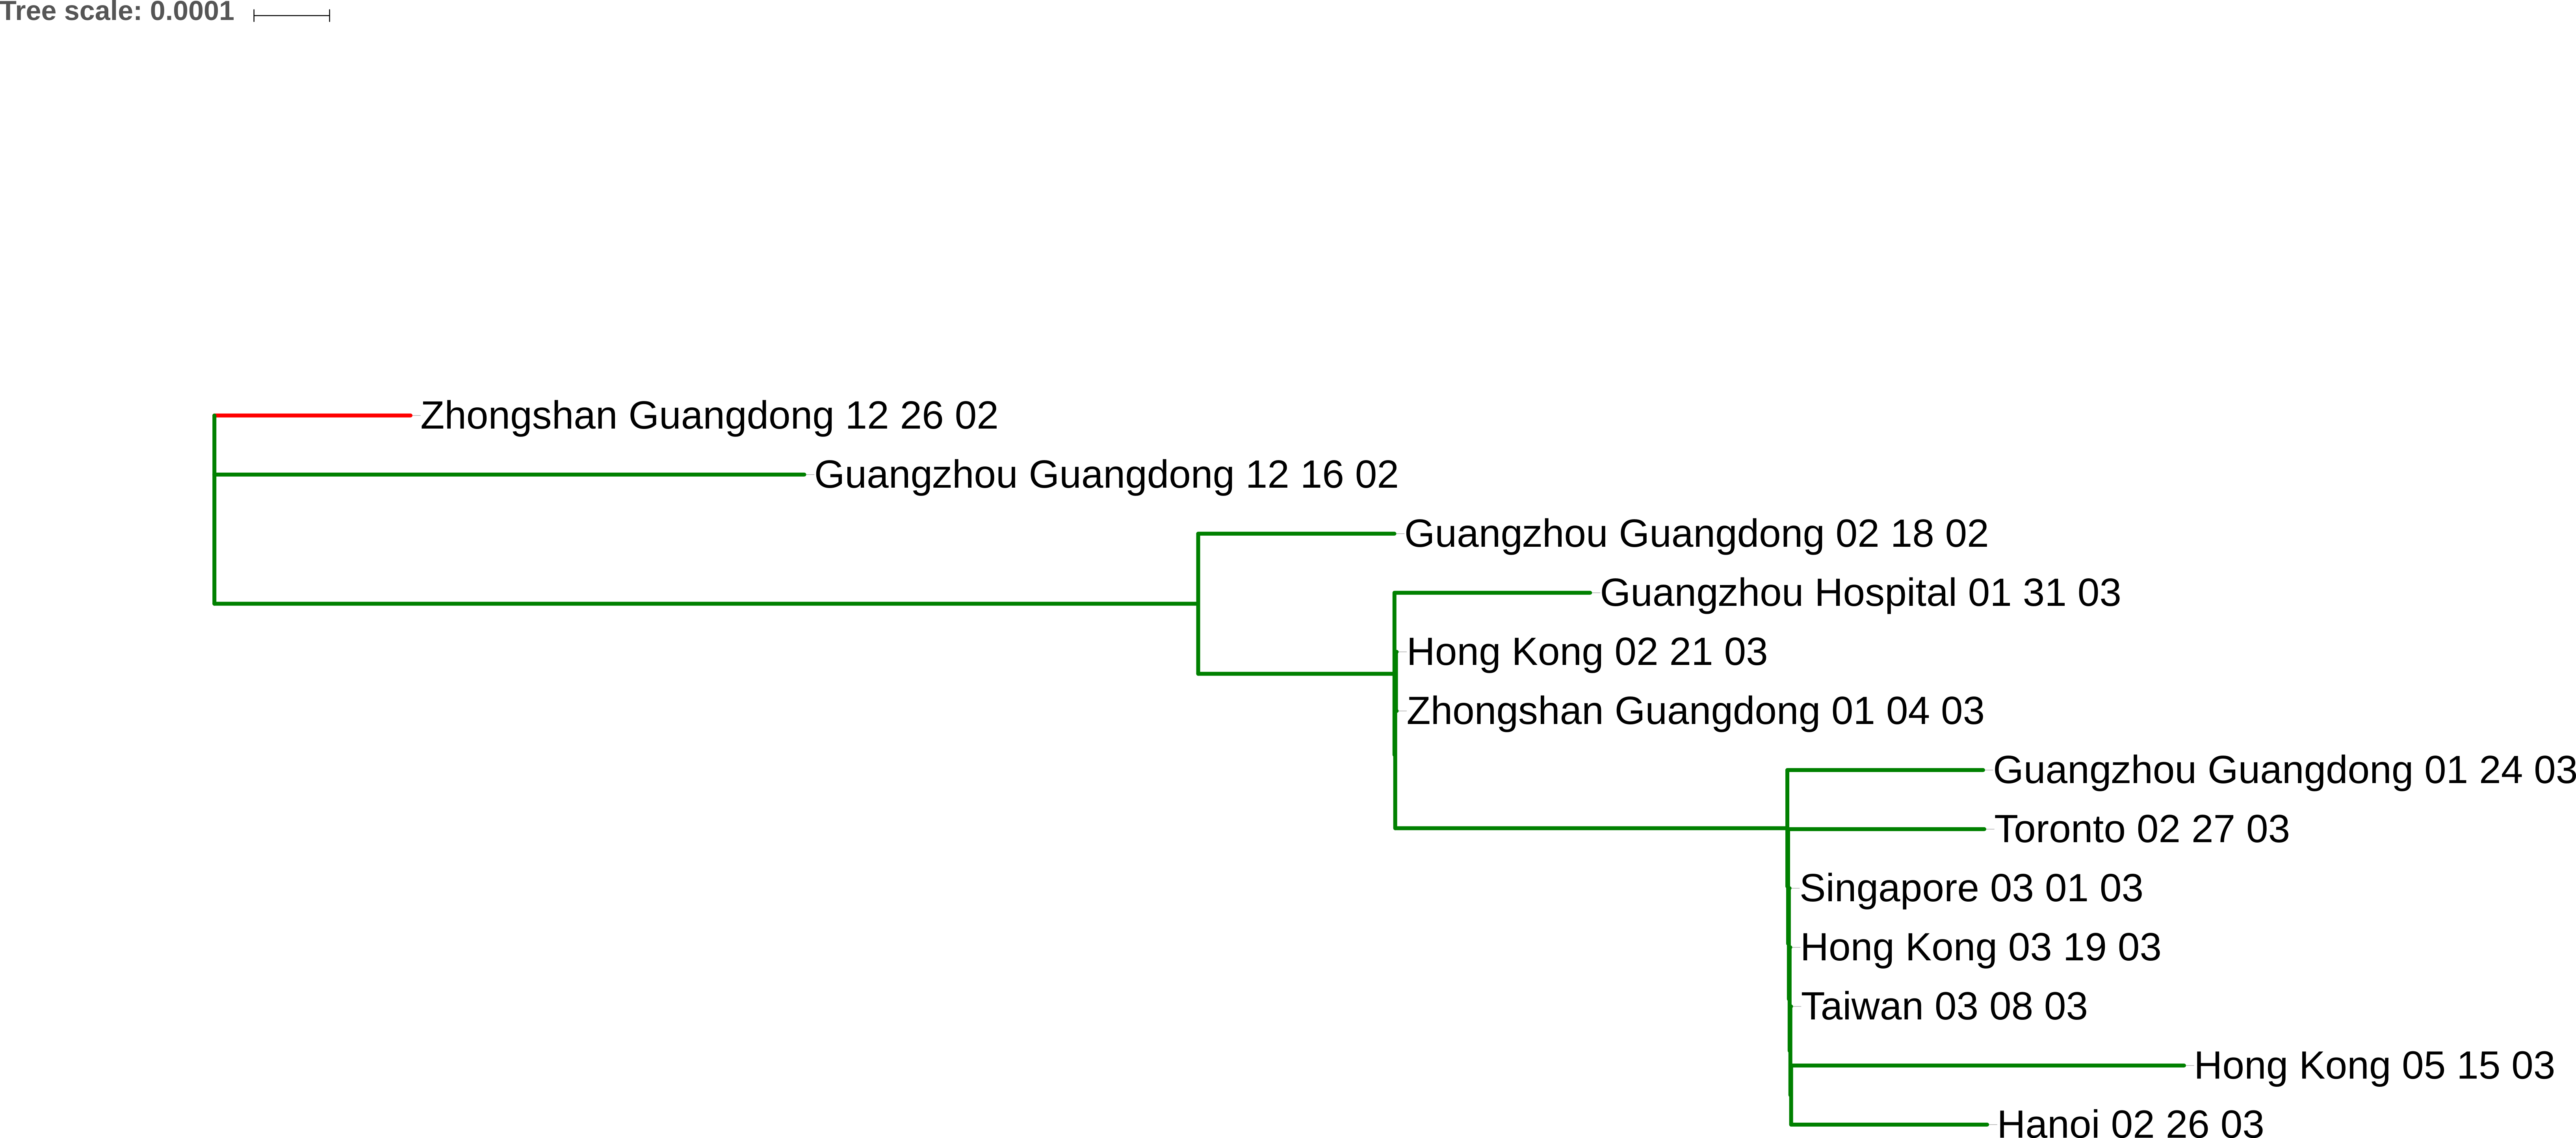 Tree scale: 0.0001
Zhongshan Guangdong 12 26 02
Guangzhou Guangdong 12 16 02
Guangzhou Guangdong 02 18 02
Guangzhou Hospital 01 31 03
Hong Kong 02 21 03
Zhongshan Guangdong 01 04 03
Guangzhou Guangdong 01 24 03
Toronto 02 27 03
Singapore 03 01 03
Hong Kong 03 19 03
Taiwan 03 08 03
Hong Kong 05 15 03
Hanoi 02 26 03